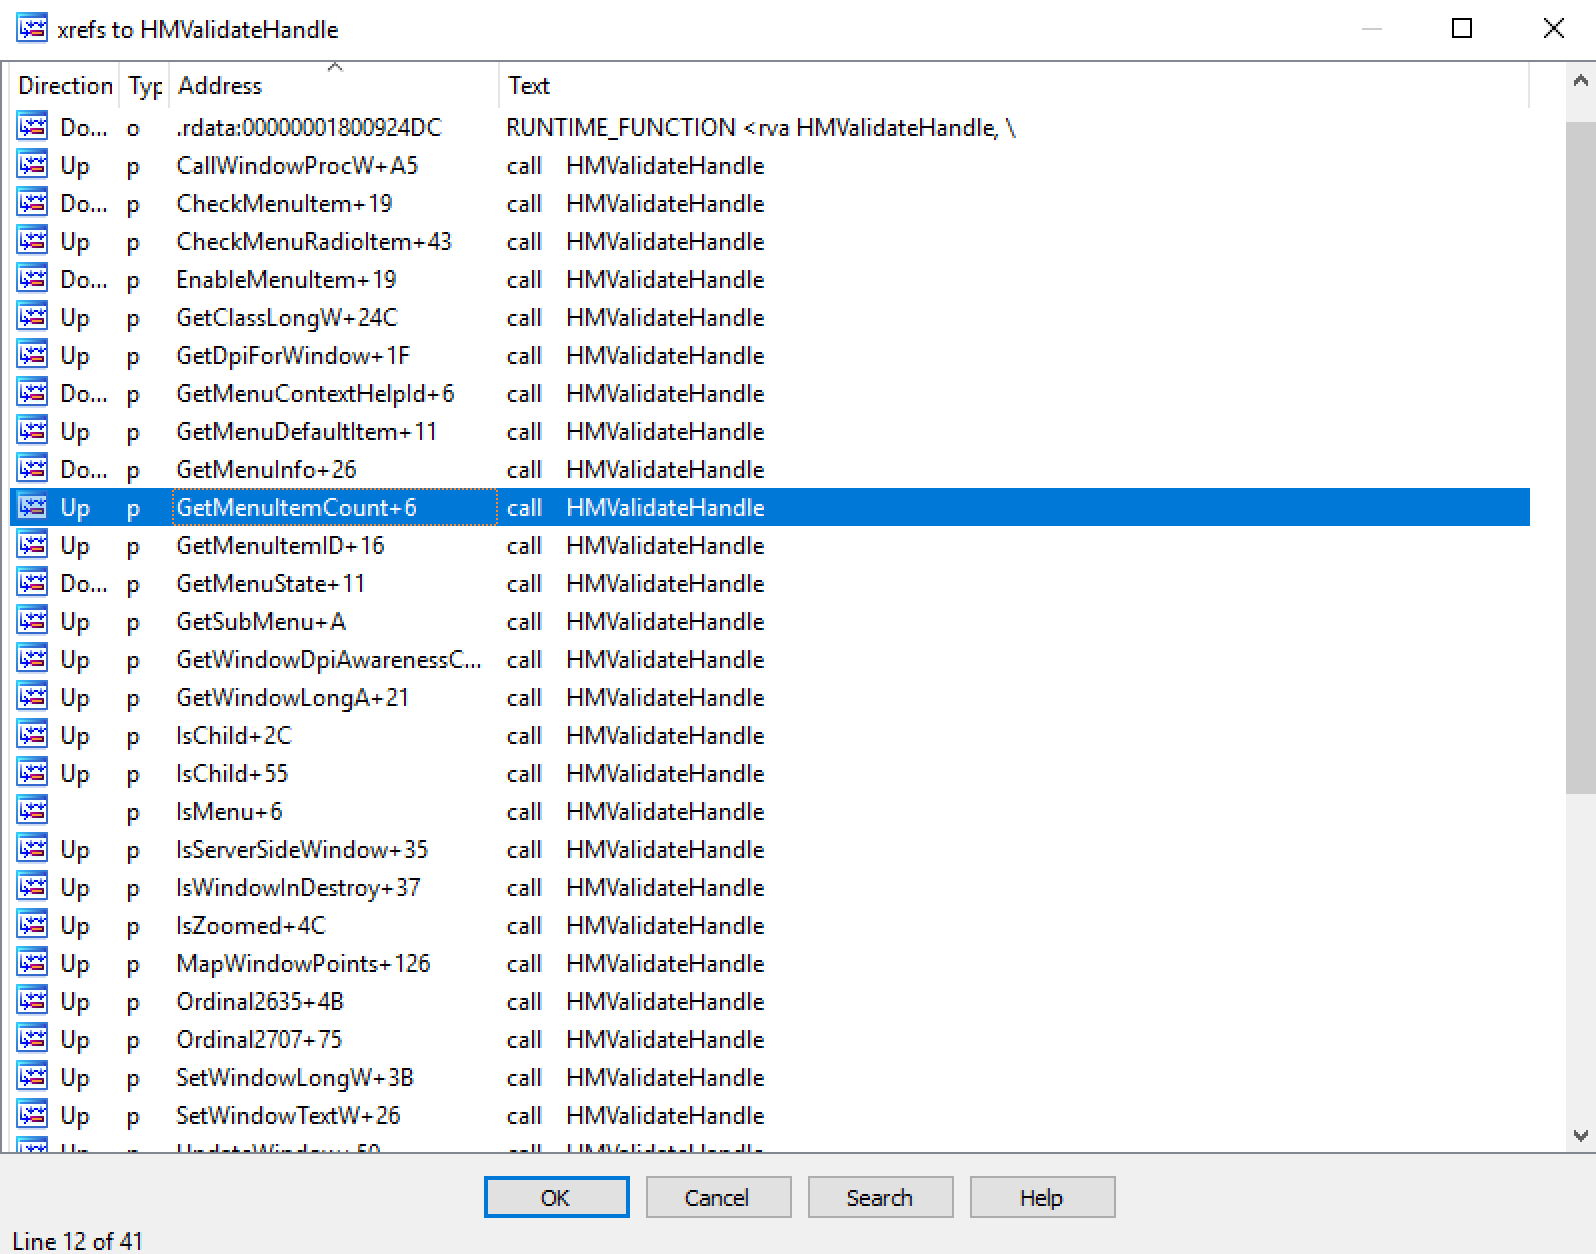 xrefs to HMValidateHandle
Direction Typ Address Text
Do... o .rdata:00000001800924DC RUNTIME_FUNCTION <rva HMValidateHandle, \
Up p CallWindowProcW+A5 call HMValidateHandle
Do... p CheckMenuItem+19 call HMValidateHandle
Up p CheckMenuRadioItem+43 call HMValidateHandle
Do... p EnableMenuItem+19 call HMValidateHandle
Up p GetClassLongW+24C call HMValidateHandle
Up p GetDpiForWindow+1F call HMValidateHandle
Do... p GetMenuContextHelpId+6 call HMValidateHandle
Up p GetMenuDefaultItem+11 call HMValidateHandle
Do... p GetMenuInfo+26 call HMValidateHandle
Up p GetMenuItemCount+6 call HMValidateHandle
Up p GetMenuItemID+16 call HMValidateHandle
Do... p GetMenuState+11 call HMValidateHandle
Up p GetSubMenu+A call HMValidateHandle
Up p GetWindowDpiAwarenessC... call HMValidateHandle
Up p GetWindowLongA+21 call HMValidateHandle
Up p IsChild+2C call HMValidateHandle
Up p IsChild+55 call HMValidateHandle
p IsMenu+6 call HMValidateHandle
Up p IsServerSideWindow+35 call HMValidateHandle
Up p IsWindowInDestroy+37 call HMValidateHandle
Up p IsZoomed+4C call HMValidateHandle
Up p MapWindowPoints+126 call HMValidateHandle
Up p Ordinal2635+4B call HMValidateHandle
Up p Ordinal2707+75 call HMValidateHandle
Up p SetWindowLongW+3B call HMValidateHandle
Up p SetWindowTextW+26 call HMValidateHandle
Up p UpdateWindow+50 call HMValidateHandle
OK Cancel Search Help
Line 12 of 41